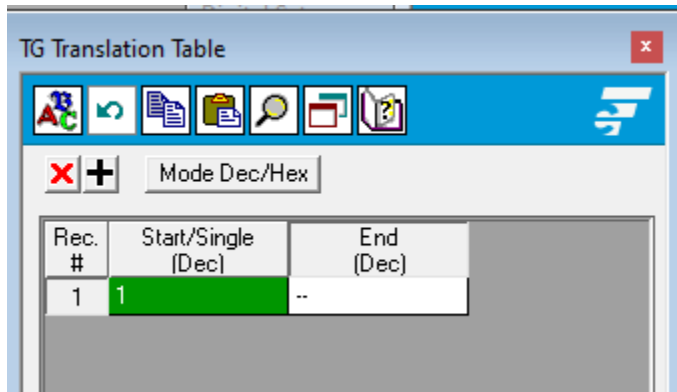 TG Translation Table
x
Mode Dec/Hex
Rec. #
Start/Single (Dec)
End (Dec)
1
1
--